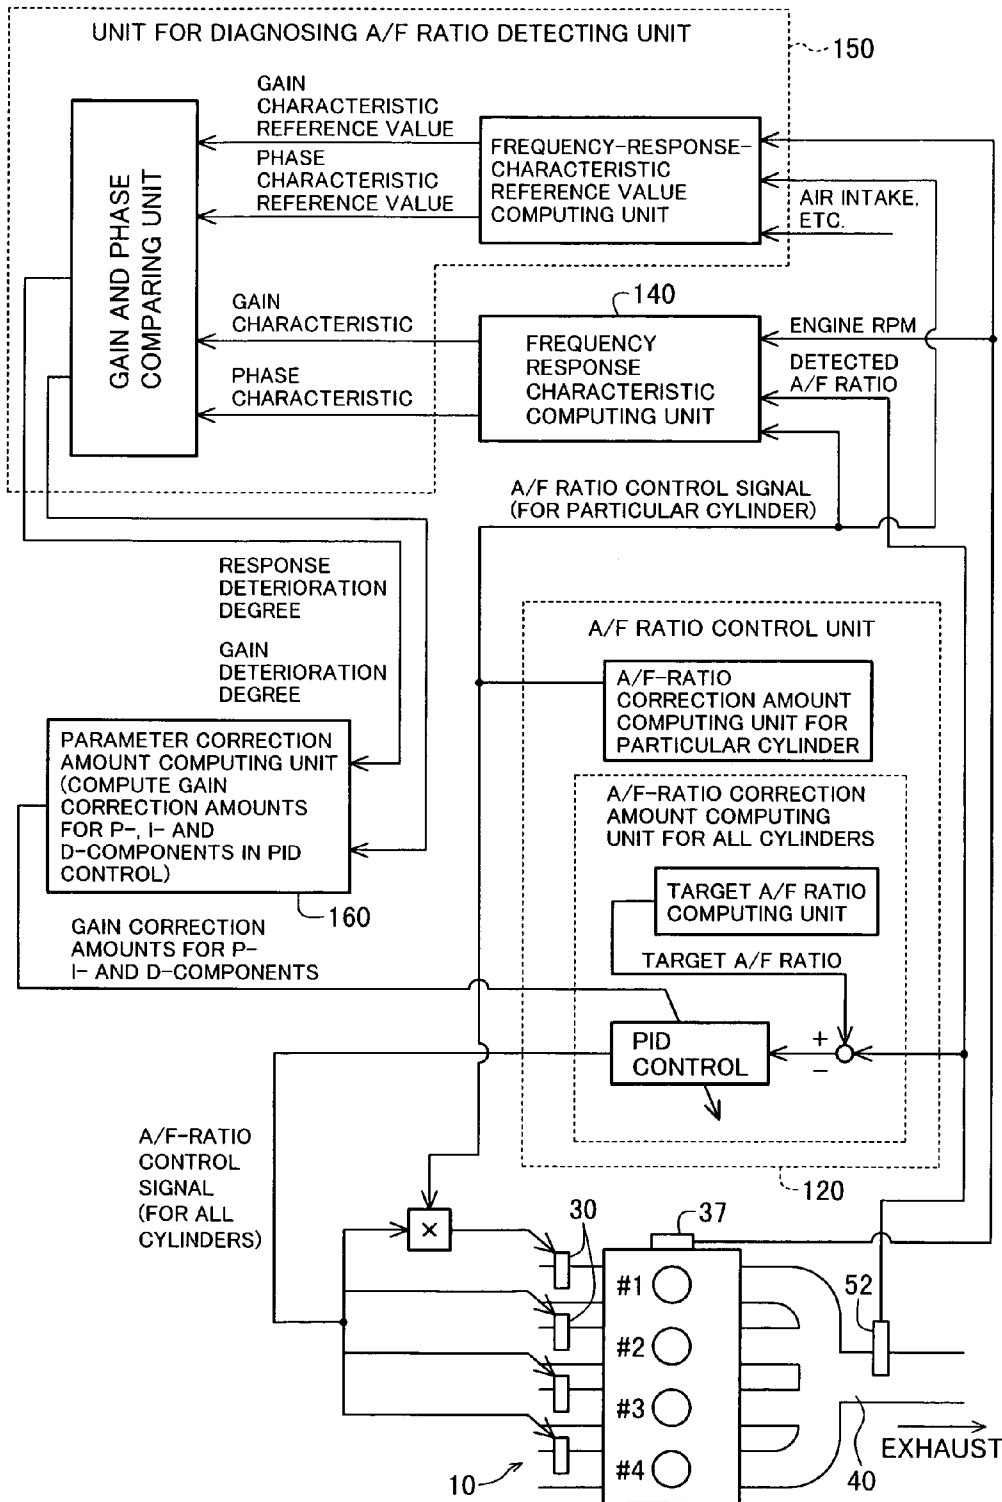 UNIT FOR DIAGNOSING A/F RATIO DETECTING UNIT
150
GAIN
CHARACTERISTIC
REFERENCE VALUE
PHASE
CHARACTERISTIC
REFERENCE VALUE
GAIN AND PHASE
COMPARING UNIT
FREQUENCY-RESPONSE-
CHARACTERISTIC
REFERENCE VALUE
COMPUTING UNIT
AIR INTAKE,
ETC.
GAIN
CHARACTERISTIC
PHASE
CHARACTERISTIC
140
FREQUENCY
RESPONSE
CHARACTERISTIC
COMPUTING UNIT
ENGINE RPM
DETECTED
A/F RATIO
A/F RATIO CONTROL SIGNAL
(FOR PARTICULAR CYLINDER)
RESPONSE
DETERIORATION
DEGREE
GAIN
DETERIORATION
DEGREE
A/F RATIO CONTROL UNIT
A/F-RATIO
CORRECTION AMOUNT
COMPUTING UNIT FOR
PARTICULAR CYLINDER
PARAMETER CORRECTION
AMOUNT COMPUTING UNIT
(COMPUTE GAIN
CORRECTION AMOUNTS
FOR P-, I- AND
D-COMPONENTS IN PID
CONTROL)
160
A/F-RATIO CORRECTION
AMOUNT COMPUTING
UNIT FOR ALL CYLINDERS
TARGET A/F RATIO
COMPUTING UNIT
GAIN CORRECTION
AMOUNTS FOR P-
I- AND D-COMPONENTS
TARGET A/F RATIO
PID
CONTROL
+
−
A/F-RATIO
CONTROL
SIGNAL
(FOR ALL
CYLINDERS)
120
×
30
37
52
#1
#2
#3
#4
10
40
EXHAUST